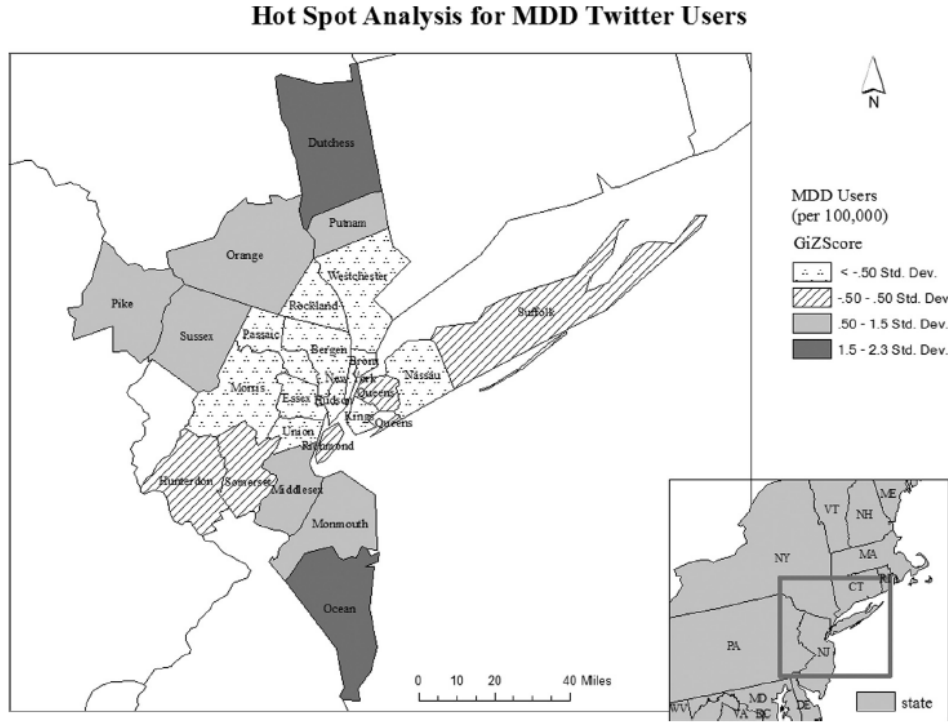 Hot Spot Analysis for MDD Twitter Users
N
Dutchess
Putnam
Orange
Westchester
Pike
Rockland
Suffolk
Sussex
Passaic
Bergen
Bronx
Nassau
Morris
New York
Queens
Essex
Hudson
Kings
Queens
Union
Richmond
Hunterdon
Somerset
Middlesex
Monmouth
Ocean
MDD Users
(per 100,000)
GiZScore
< -.50 Std. Dev.
-.50 - .50 Std. Dev.
.50 - 1.5 Std. Dev.
1.5 - 2.3 Std. Dev.
0 10 20 40 Miles
ME
VT
NH
NY
MA
CT
RI
PA
NJ
MD
DE
WV
VA
DC
state